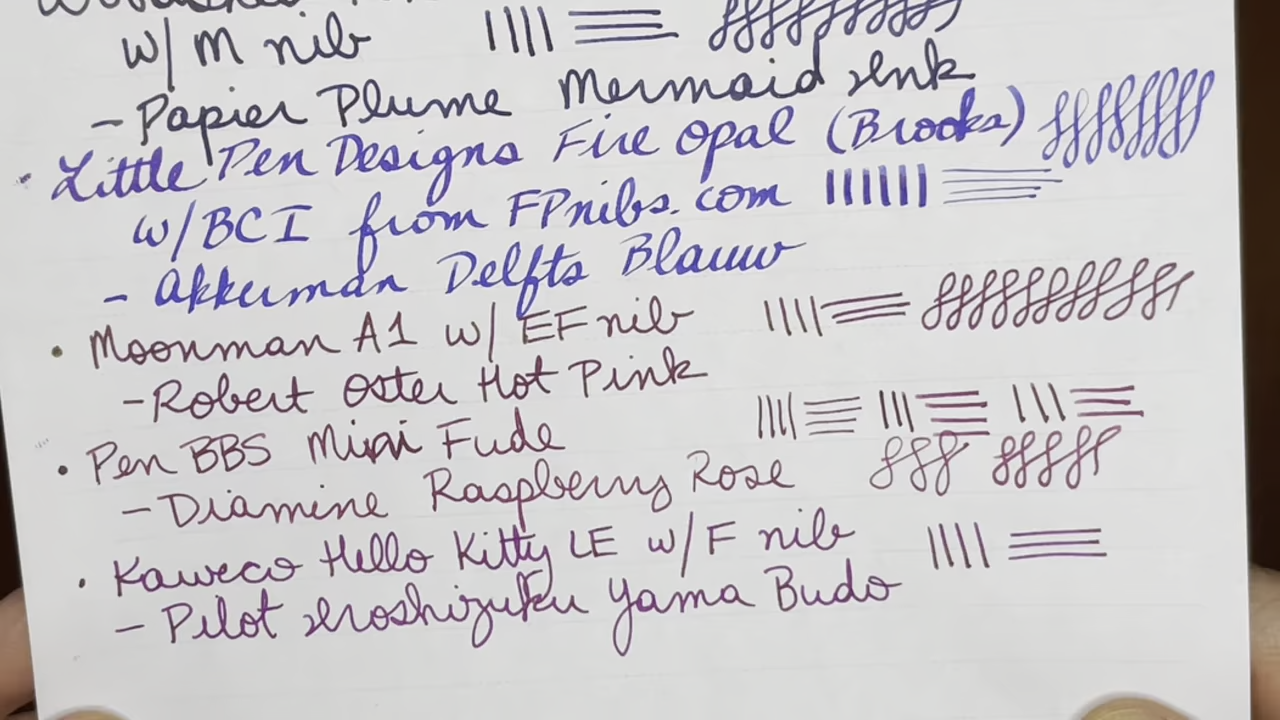 w/ M nib
- Papier Plume Mermaid Ink
• Little Pen Designs Fire Opal (Brooks)
w/ BCI from FPnibs.com
- Akkerman Delfts Blauw
• Moonman A1 w/ EF nib
- Robert Oster Hot Pink
• Pen BBS Mini Fude
- Diamine Raspberry Rose
• Kaweco Hello Kitty LE w/ F nib
- Pilot Iroshizuku Yama Budo